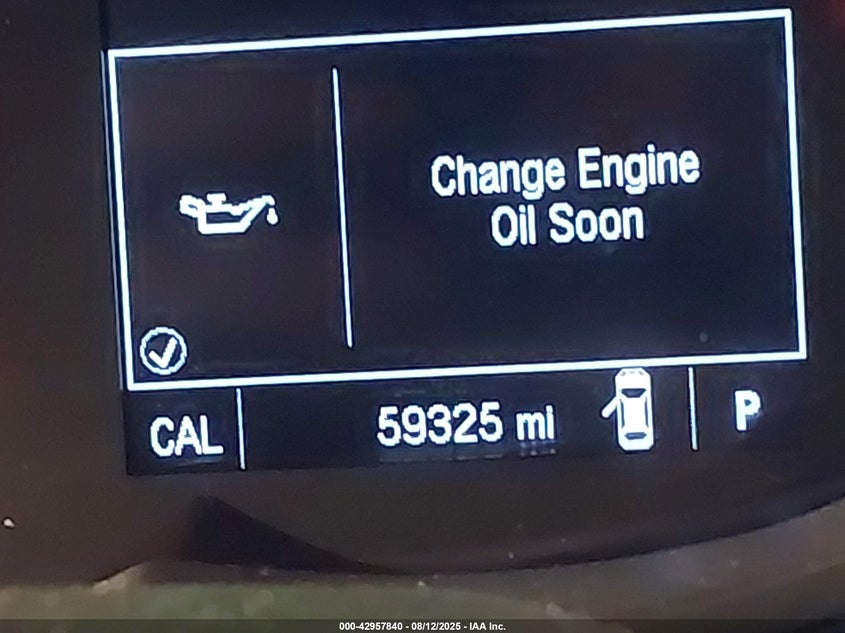 Change Engine
Oil Soon
CAL
59325 mi
P
000-42957840 - 08/12/2025 - IAA Inc.